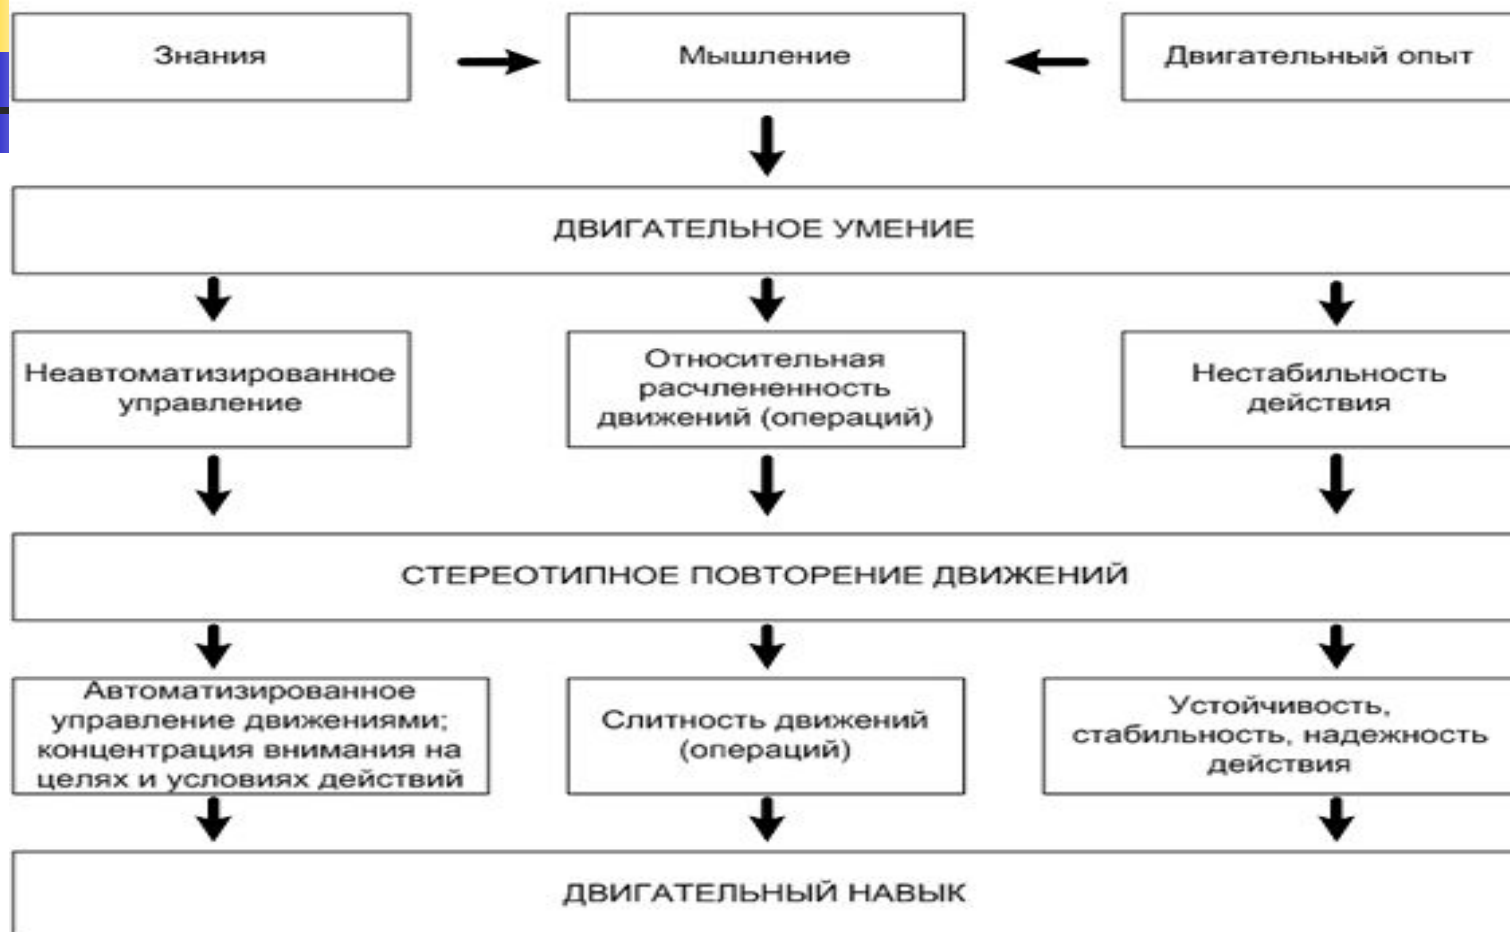 Знания
Мышление
Двигательный опыт
ДВИГАТЕЛЬНОЕ УМЕНИЕ
Неавтоматизированное
управление
Относительная
расчлененность
движений (операций)
Нестабильность
действия
СТЕРЕОТИПНОЕ ПОВТОРЕНИЕ ДВИЖЕНИЙ
Автоматизированное
управление движениями;
концентрация внимания на
целях и условиях действий
Слитность движений
(операций)
Устойчивость,
стабильность, надежность
действия
ДВИГАТЕЛЬНЫЙ НАВЫК